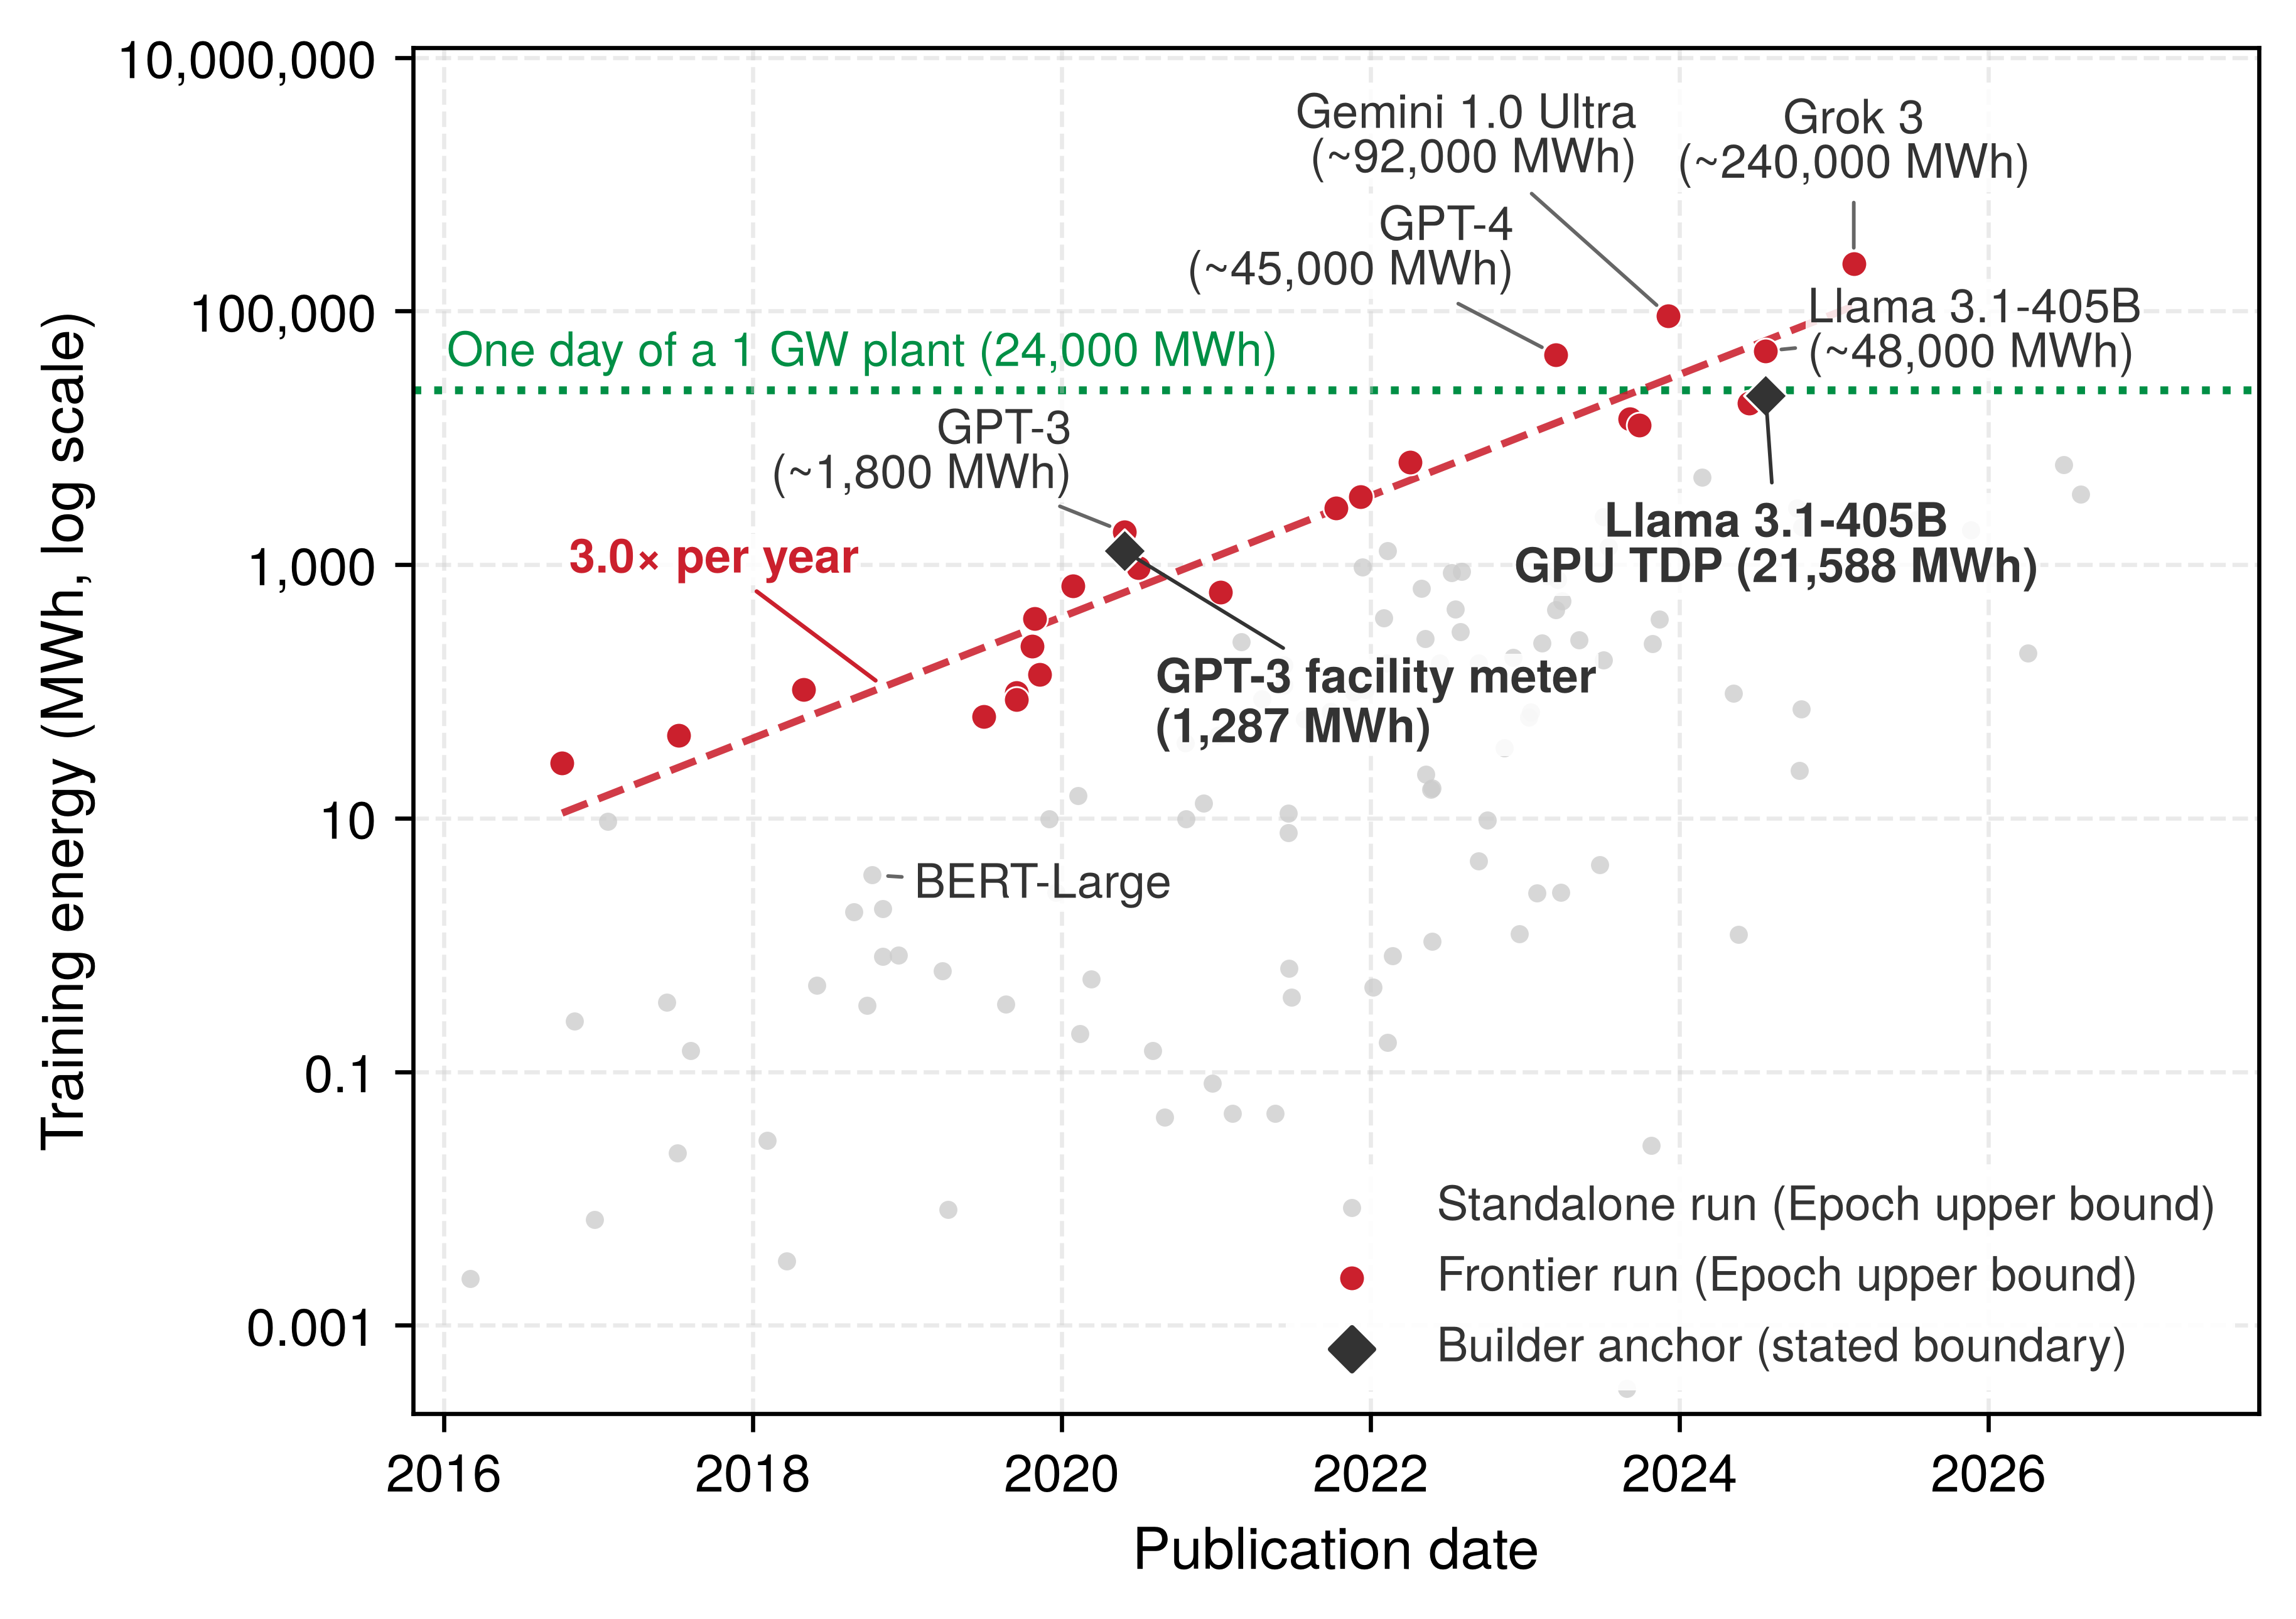 10,000,000
100,000
1,000
10
0.1
0.001
Training energy (MWh, log scale)
Gemini 1.0 Ultra
(~92,000 MWh)
Grok 3
(~240,000 MWh)
GPT-4
(~45,000 MWh)
Llama 3.1-405B
(~48,000 MWh)
One day of a 1 GW plant (24,000 MWh)
GPT-3
(~1,800 MWh)
3.0× per year
Llama 3.1-405B
GPU TDP (21,588 MWh)
GPT-3 facility meter
(1,287 MWh)
BERT-Large
Standalone run (Epoch upper bound)
Frontier run (Epoch upper bound)
Builder anchor (stated boundary)
2016
2018
2020
2022
2024
2026
Publication date